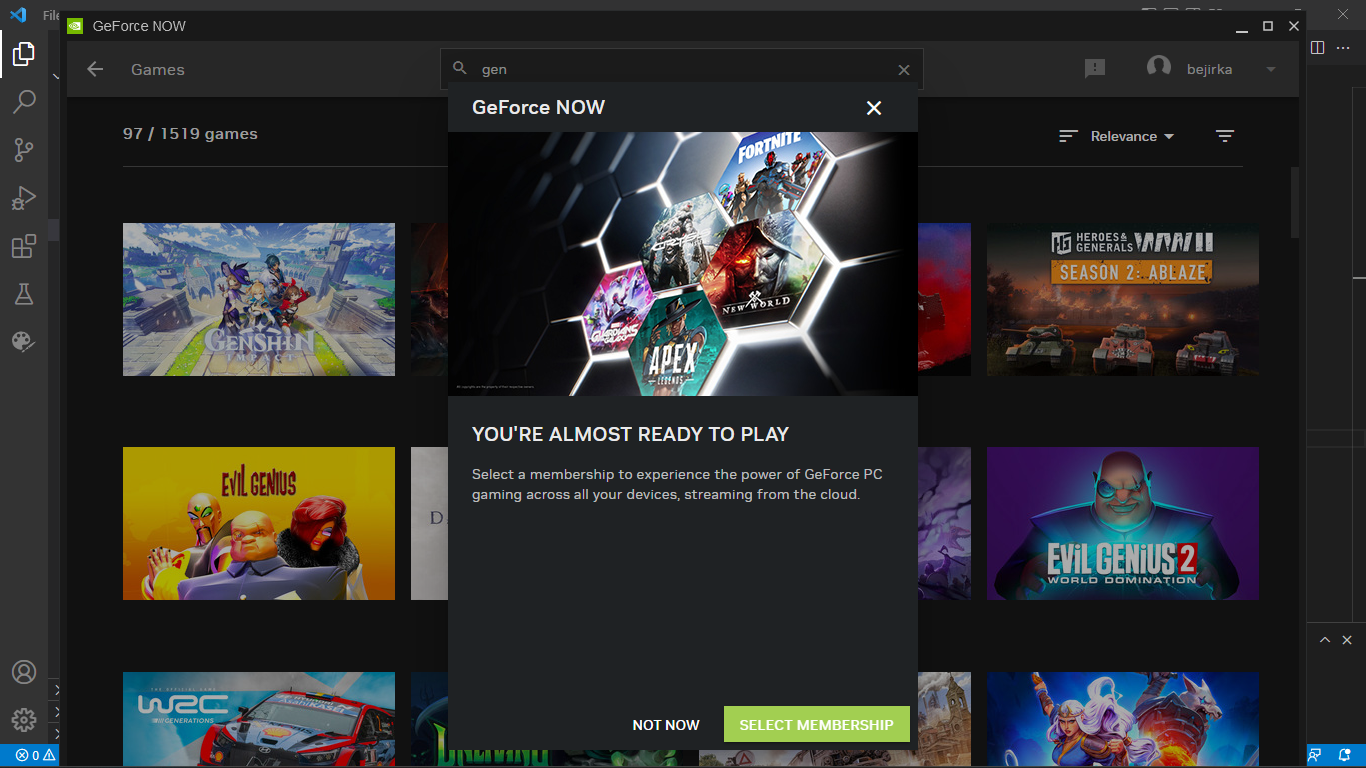 File
GeForce NOW
Games
gen
bejirka
GeForce NOW
97 / 1519 games
Relevance
FORTNITE
CRYSIS
NEW WORLD
GUARDIANS
APEX
LEGENDS
GENSHIN
IMPACT
HEROES &
GENERALS WWII
SEASON 2: ABLAZE
YOU'RE ALMOST READY TO PLAY
Select a membership to experience the power of GeForce PC
gaming across all your devices, streaming from the cloud.
EVIL GENIUS
D
EVIL GENIUS 2
WORLD DOMINATION
WRC
GENERATIONS
NOT NOW
SELECT MEMBERSHIP
0